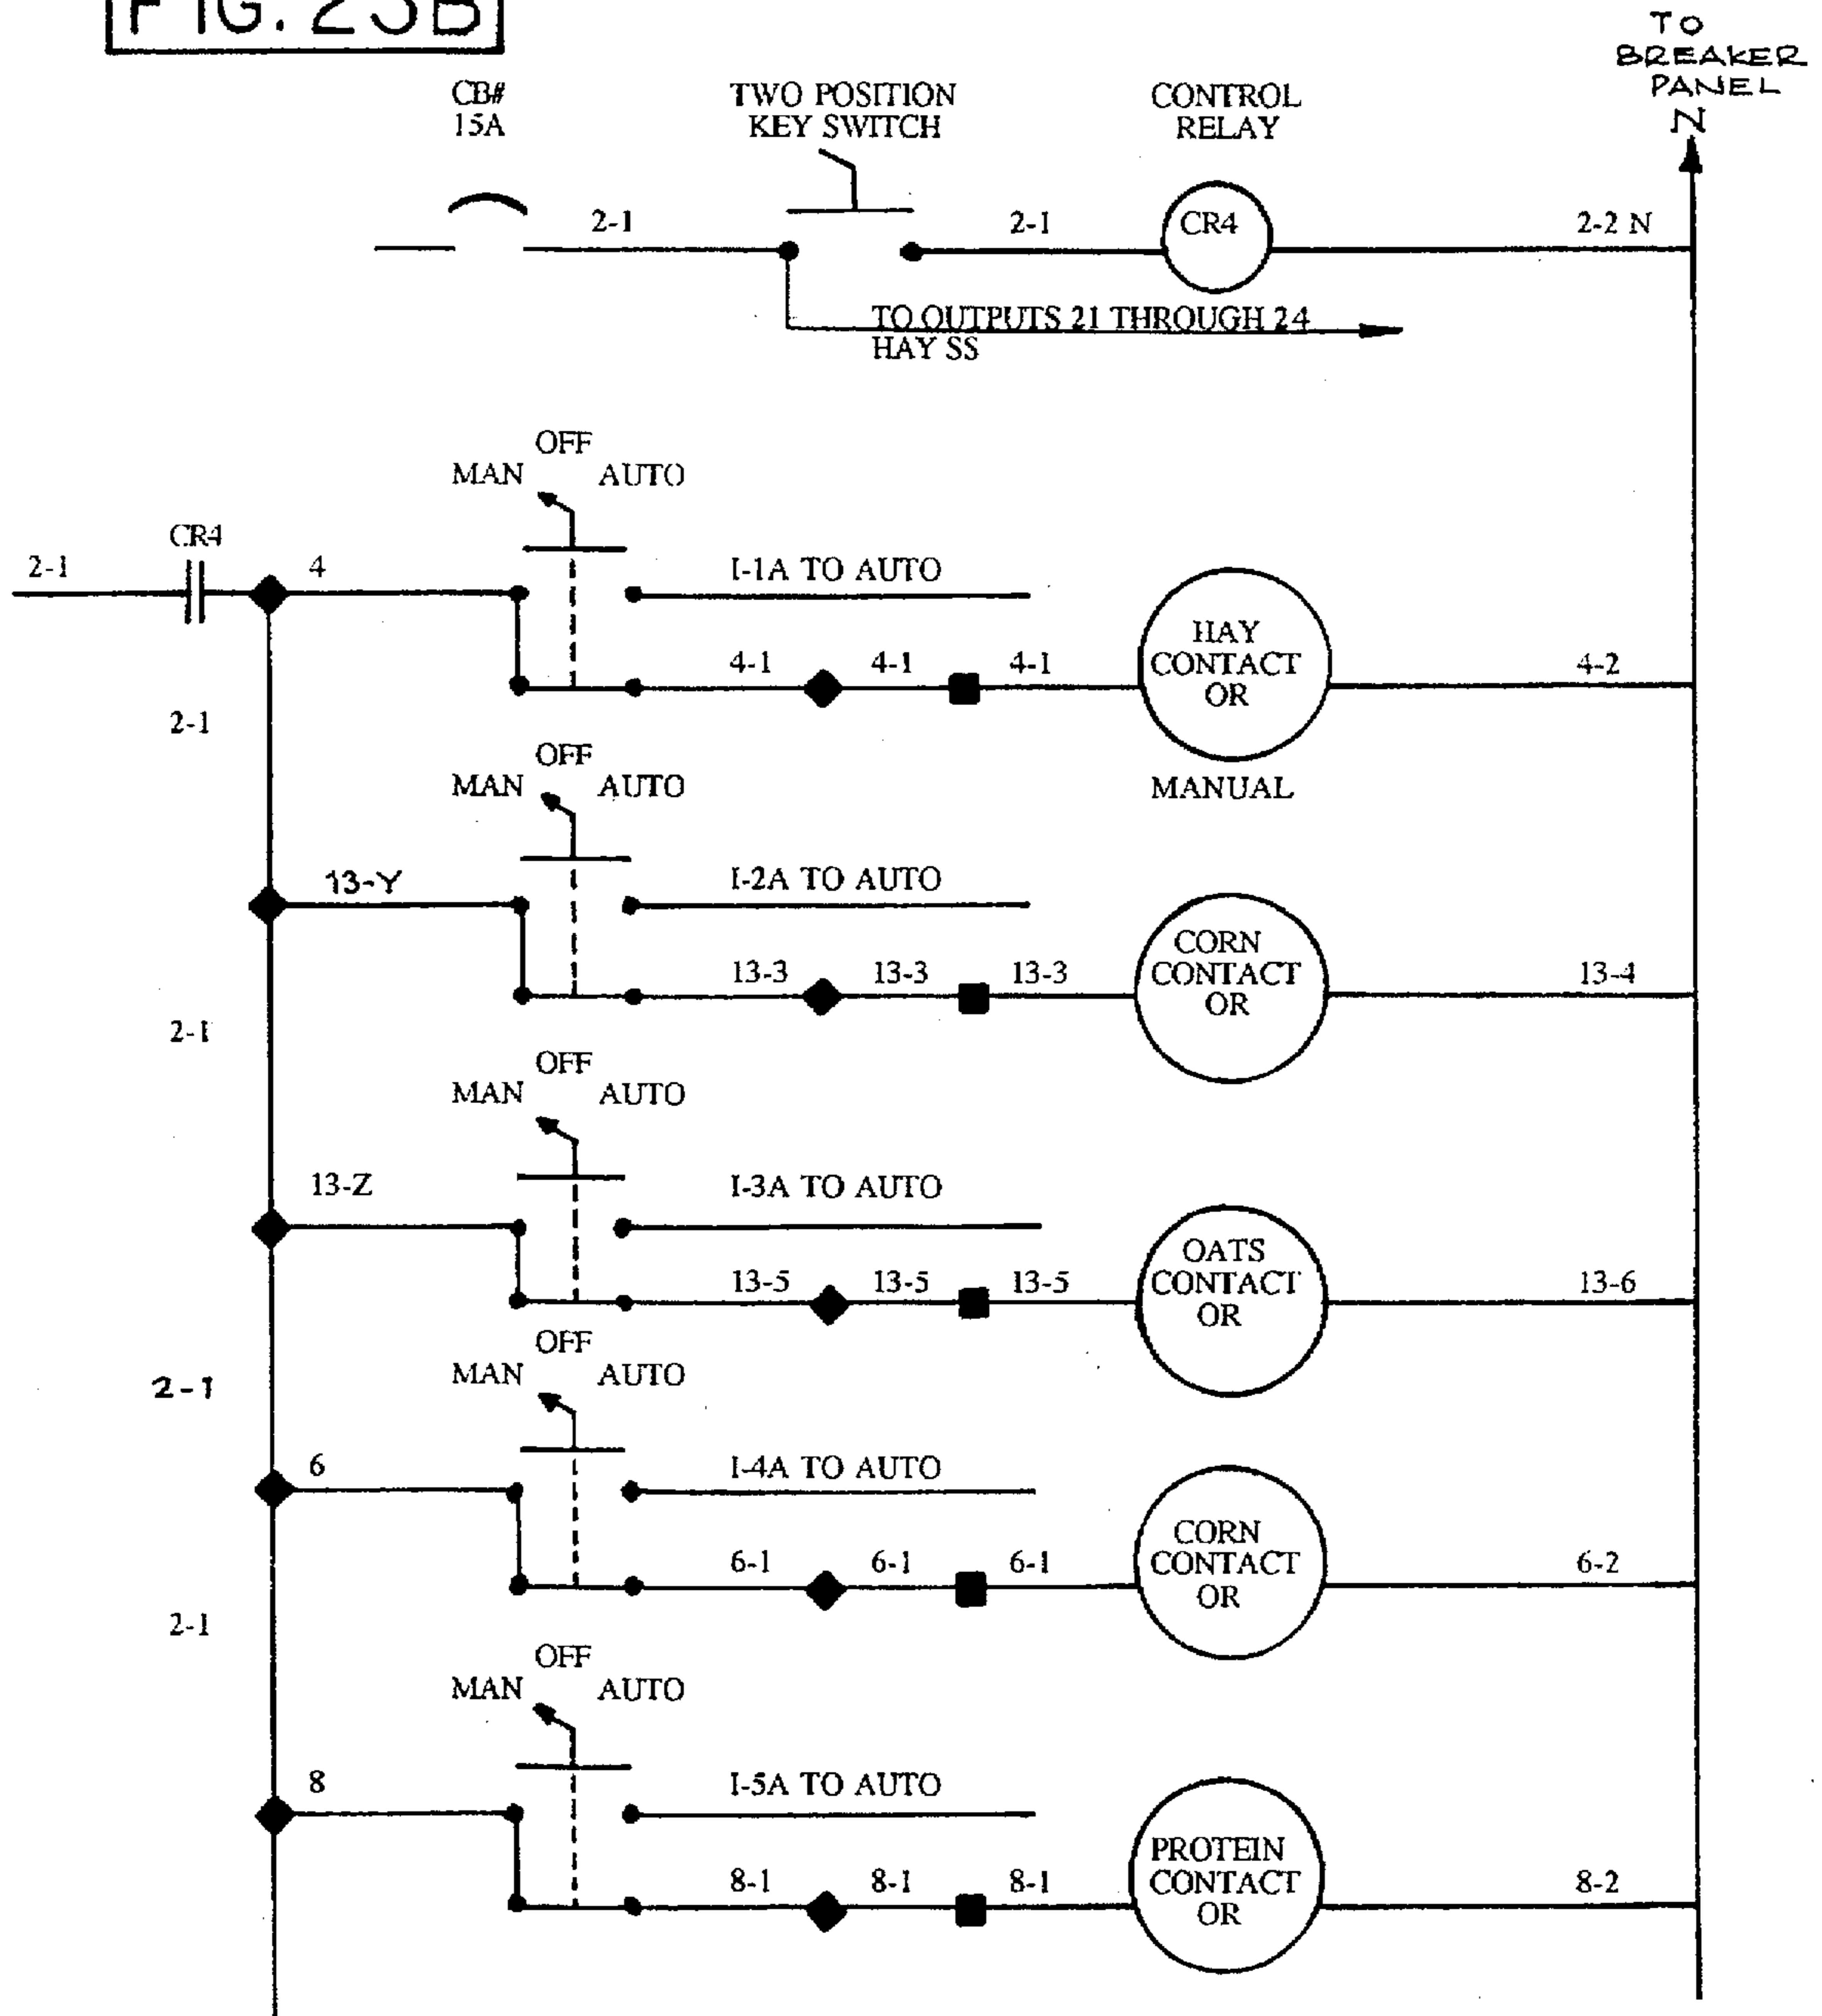 FIG. 23B
TO
BREAKER
PANEL
N
CB#
15A
TWO POSITION
KEY SWITCH
CONTROL
RELAY
2-1
2-1
CR4
2-2 N
TO OUTPUTS 21 THROUGH 24
HAY SS
OFF
MAN AUTO
CR4
2-1
4
I-1A TO AUTO
HAY
CONTACT
OR
4-1
4-1
4-1
4-2
2-1
MANUAL
OFF
MAN AUTO
13-Y
I-2A TO AUTO
CORN
CONTACT
OR
13-3
13-3
13-3
13-4
2-1
OFF
MAN AUTO
13-Z
I-3A TO AUTO
OATS
CONTACT
OR
13-5
13-5
13-5
13-6
OFF
MAN AUTO
2-1
6
I-4A TO AUTO
CORN
CONTACT
OR
6-1
6-1
6-1
6-2
2-1
OFF
MAN AUTO
8
I-5A TO AUTO
PROTEIN
CONTACT
OR
8-1
8-1
8-1
8-2